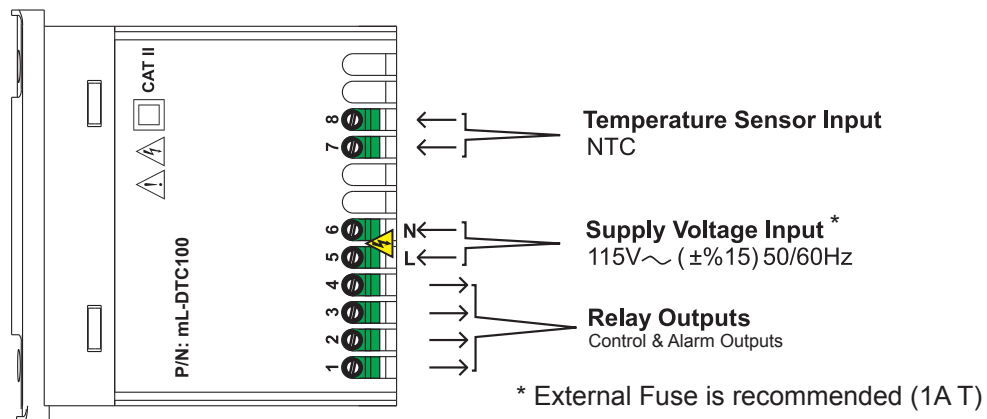 CAT II
P/N: mL-DTC100
8
7
6
5
4
3
2
1
N
L
Temperature Sensor Input
NTC
Supply Voltage Input *
115V～ (±%15) 50/60Hz
Relay Outputs
Control & Alarm Outputs
* External Fuse is recommended (1A T)